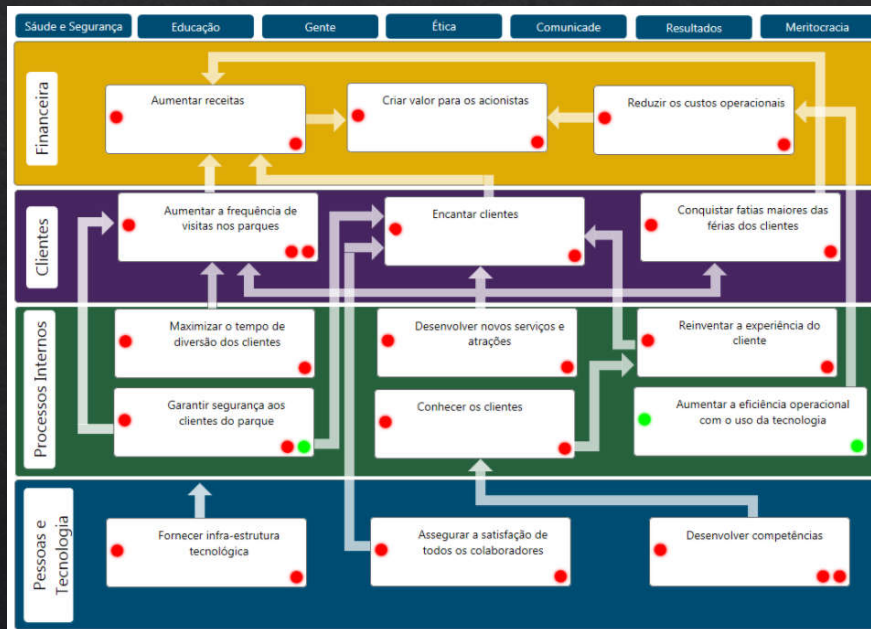 Sáude e Segurança
Educação
Gente
Ética
Comunicade
Resultados
Meritocracia
Financeira
Aumentar receitas
Criar valor para os acionistas
Reduzir os custos operacionais
Clientes
Aumentar a frequência de
visitas nos parques
Encantar clientes
Conquistar fatias maiores das
férias dos clientes
Processos Internos
Maximizar o tempo de
diversão dos clientes
Desenvolver novos serviços e
atrações
Reinventar a experiência do
cliente
Garantir segurança aos
clientes do parque
Conhecer os clientes
Aumentar a eficiência operacional
com o uso da tecnologia
Pessoas e
Tecnologia
Fornecer infra-estrutura
tecnológica
Assegurar a satisfação de
todos os colaboradores
Desenvolver competências